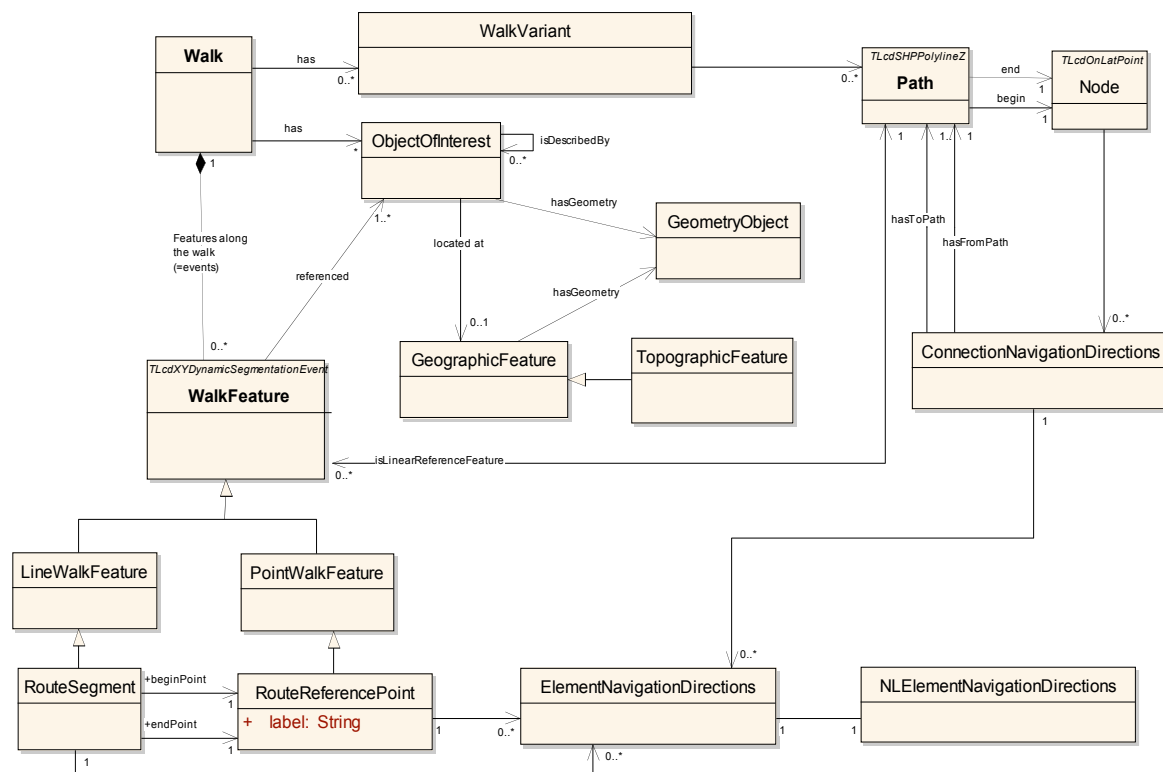 WalkVariant
Walk
has
0..*
0..*
TLcdSHPPolylineZ
Path
end
1
begin
1
TLcdOnLatPoint
Node
has
*
ObjectOfInterest
isDescribedBy
0..*
1
1
1..
1
1..*
hasGeometry
GeometryObject
hasToPath
hasFromPath
Features along
the walk
(=events)
located at
referenced
hasGeometry
0..1
0..*
0..*
GeographicFeature
TopographicFeature
ConnectionNavigationDirections
TLcdXYDynamicSegmentationEvent
WalkFeature
1
isLinearReferenceFeature
0..*
LineWalkFeature
PointWalkFeature
0..*
RouteSegment
+beginPoint
1
RouteReferencePoint
+ label: String
ElementNavigationDirections
NLElementNavigationDirections
+endPoint
1
1
0..*
1
1
1
0..*